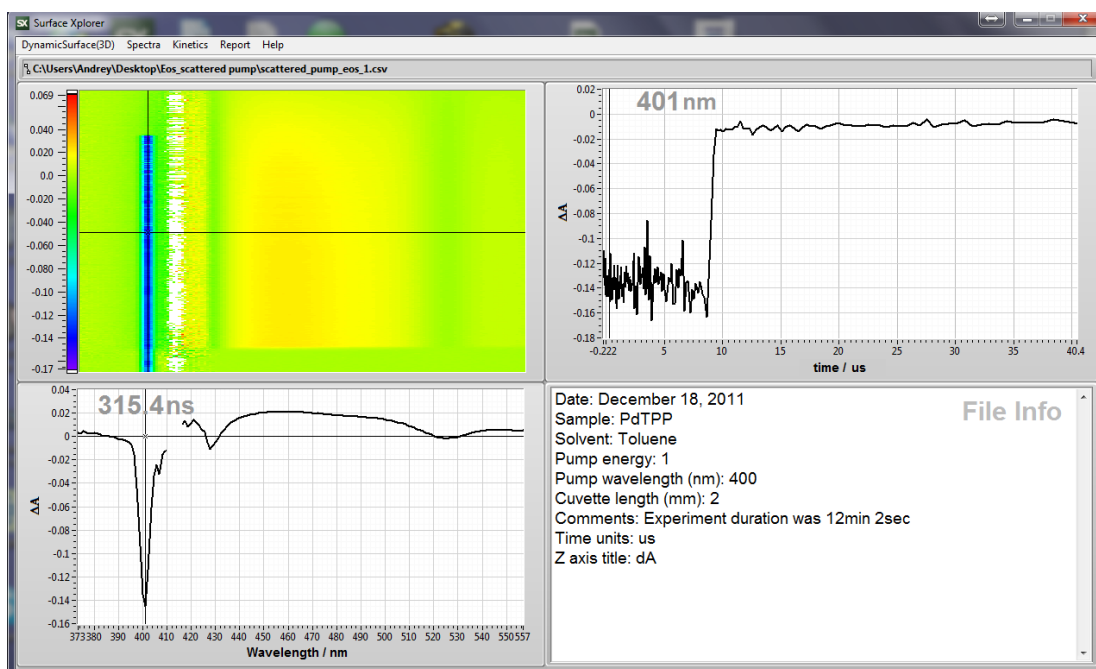 Surface Xplorer
DynamicSurface(3D) Spectra Kinetics Report Help
C:\Users\Andrey\Desktop\Eos_scattered pump\scattered_pump_eos_1.csv
0.069
0.040
0.020
0.0
-0.020
-0.040
-0.060
-0.080
-0.10
-0.12
-0.14
-0.17
401nm
0.02
0
-0.02
-0.04
-0.06
-0.08
-0.1
-0.12
-0.14
-0.16
-0.18
ΔA
-0.222 5 10 15 20 25 30 35 40.4
time / us
315.4ns
0.04
0.02
0
-0.02
-0.04
-0.06
-0.08
-0.1
-0.12
-0.14
-0.16
ΔA
373 380 390 400 410 420 430 440 450 460 470 480 490 500 510 520 530 540 550 557
Wavelength / nm
File Info
Date: December 18, 2011
Sample: PdTPP
Solvent: Toluene
Pump energy: 1
Pump wavelength (nm): 400
Cuvette length (mm): 2
Comments: Experiment duration was 12min 2sec
Time units: us
Z axis title: dA